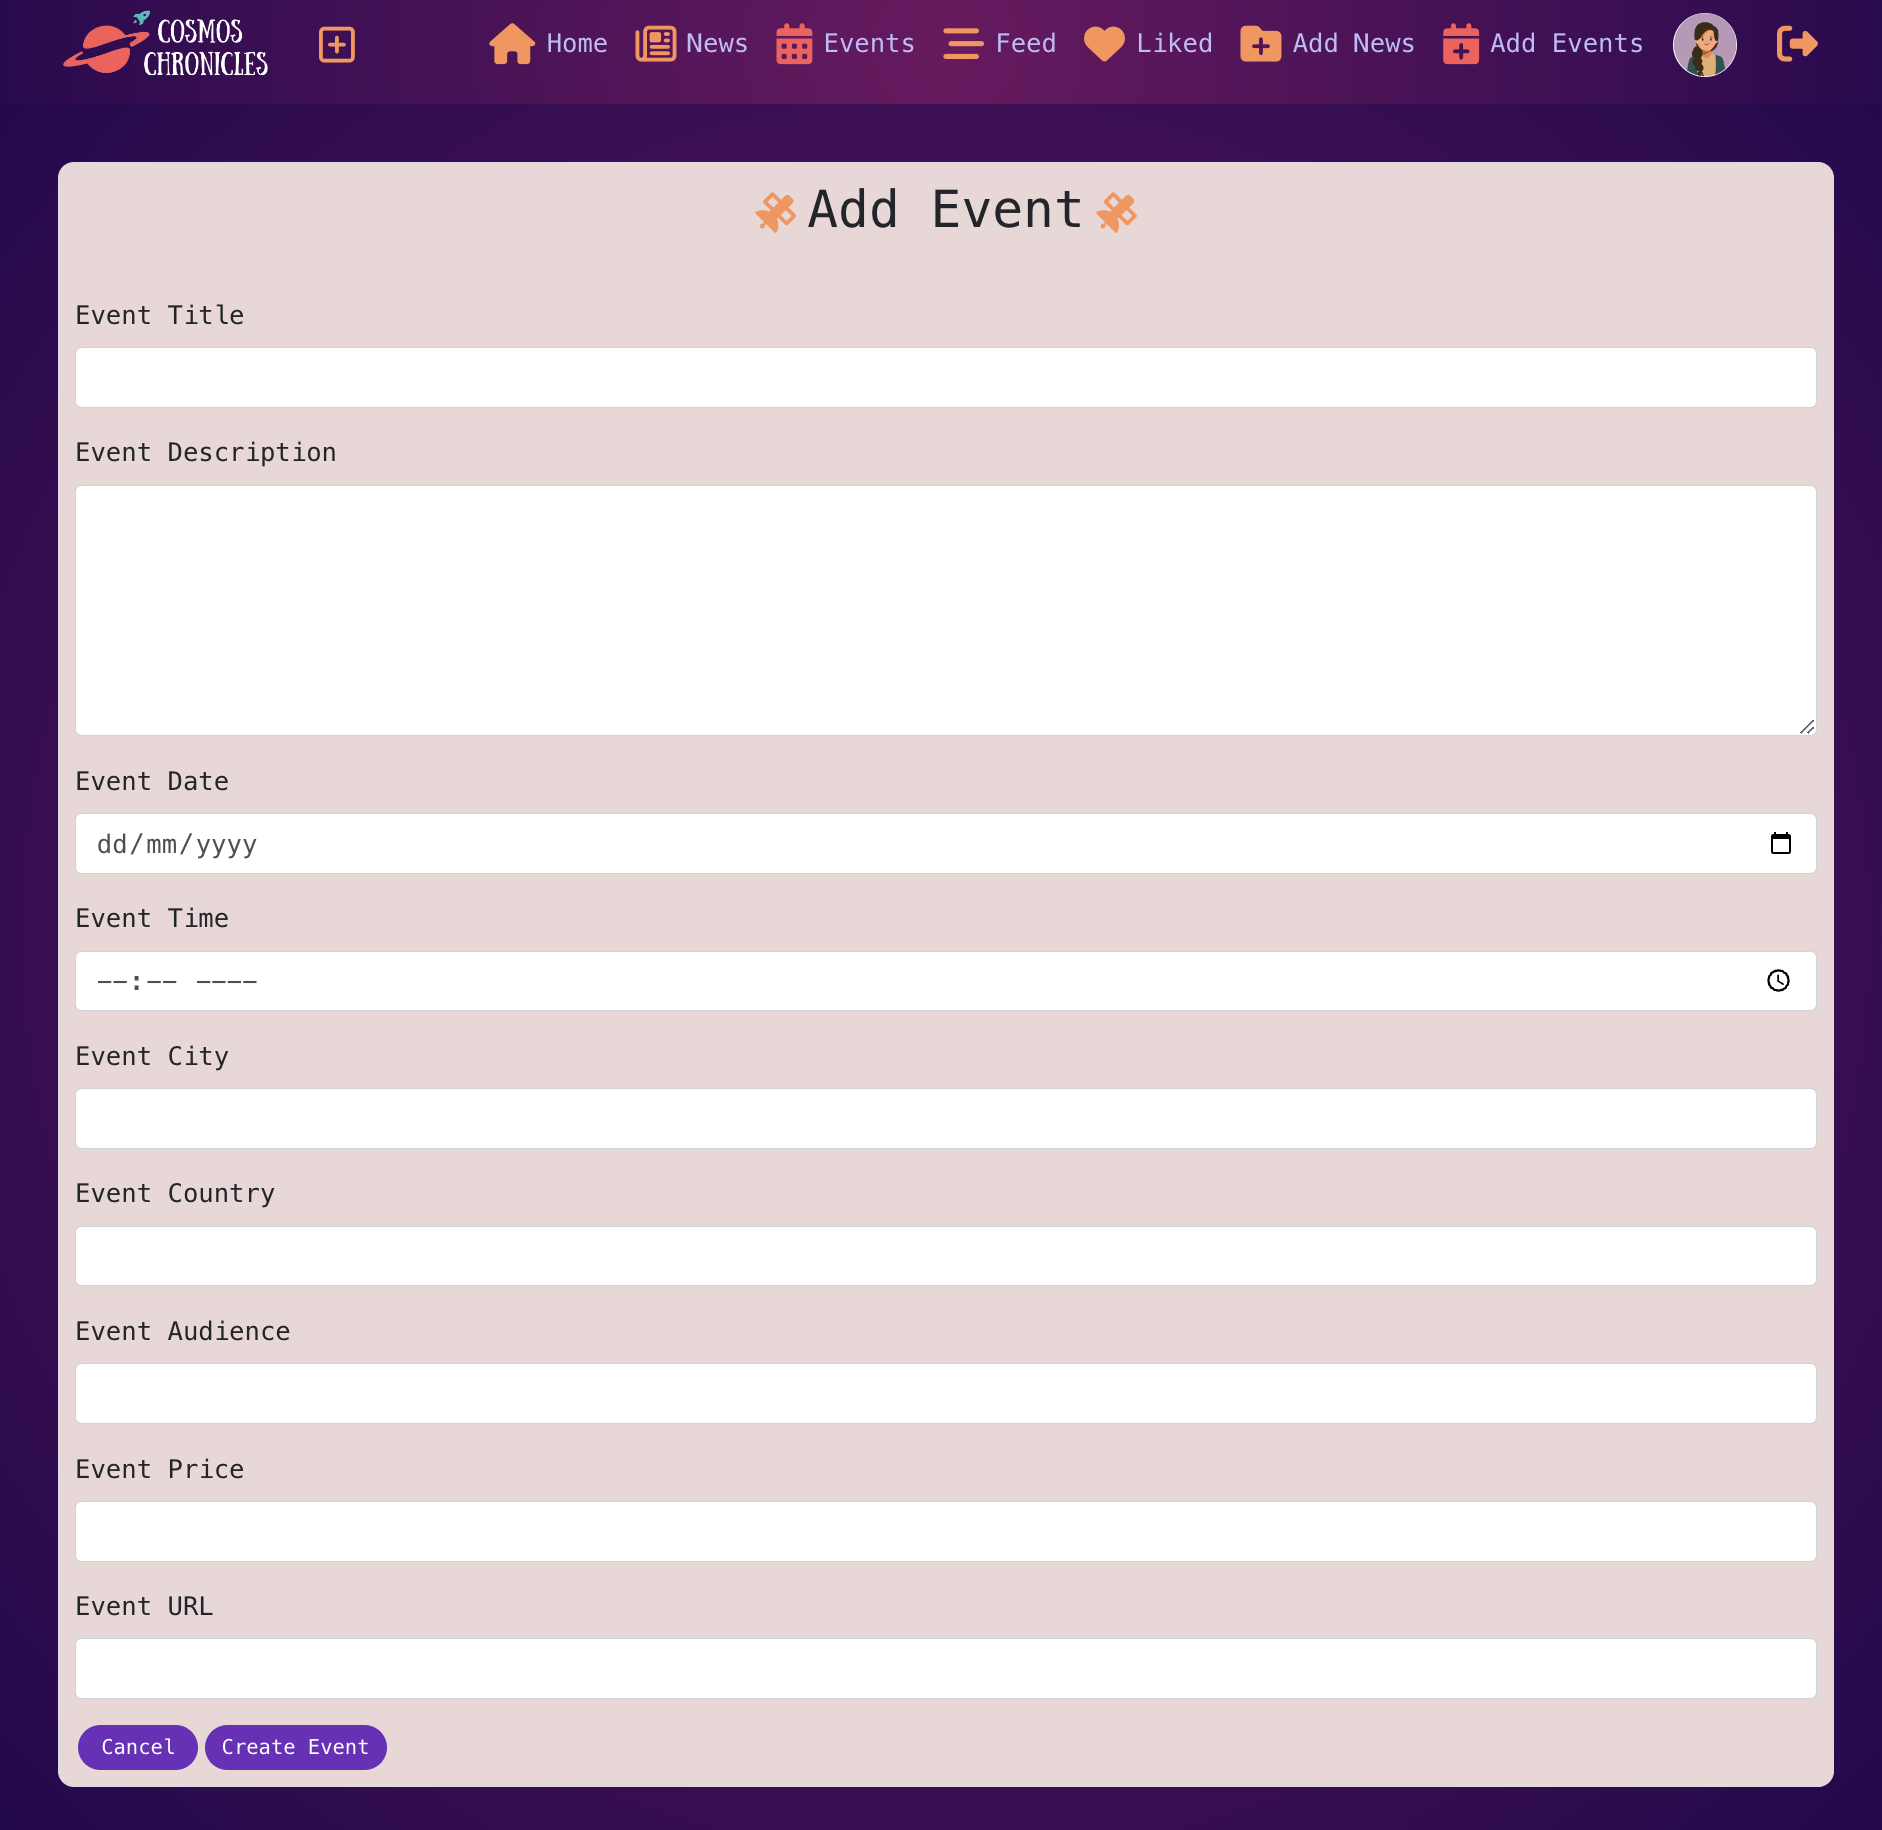 COSMOS
CHRONICLES
Home News Events Feed Liked Add News Add Events
Add Event
Event Title
Event Description
Event Date
dd/mm/yyyy
Event Time
--:-- ----
Event City
Event Country
Event Audience
Event Price
Event URL
Cancel Create Event